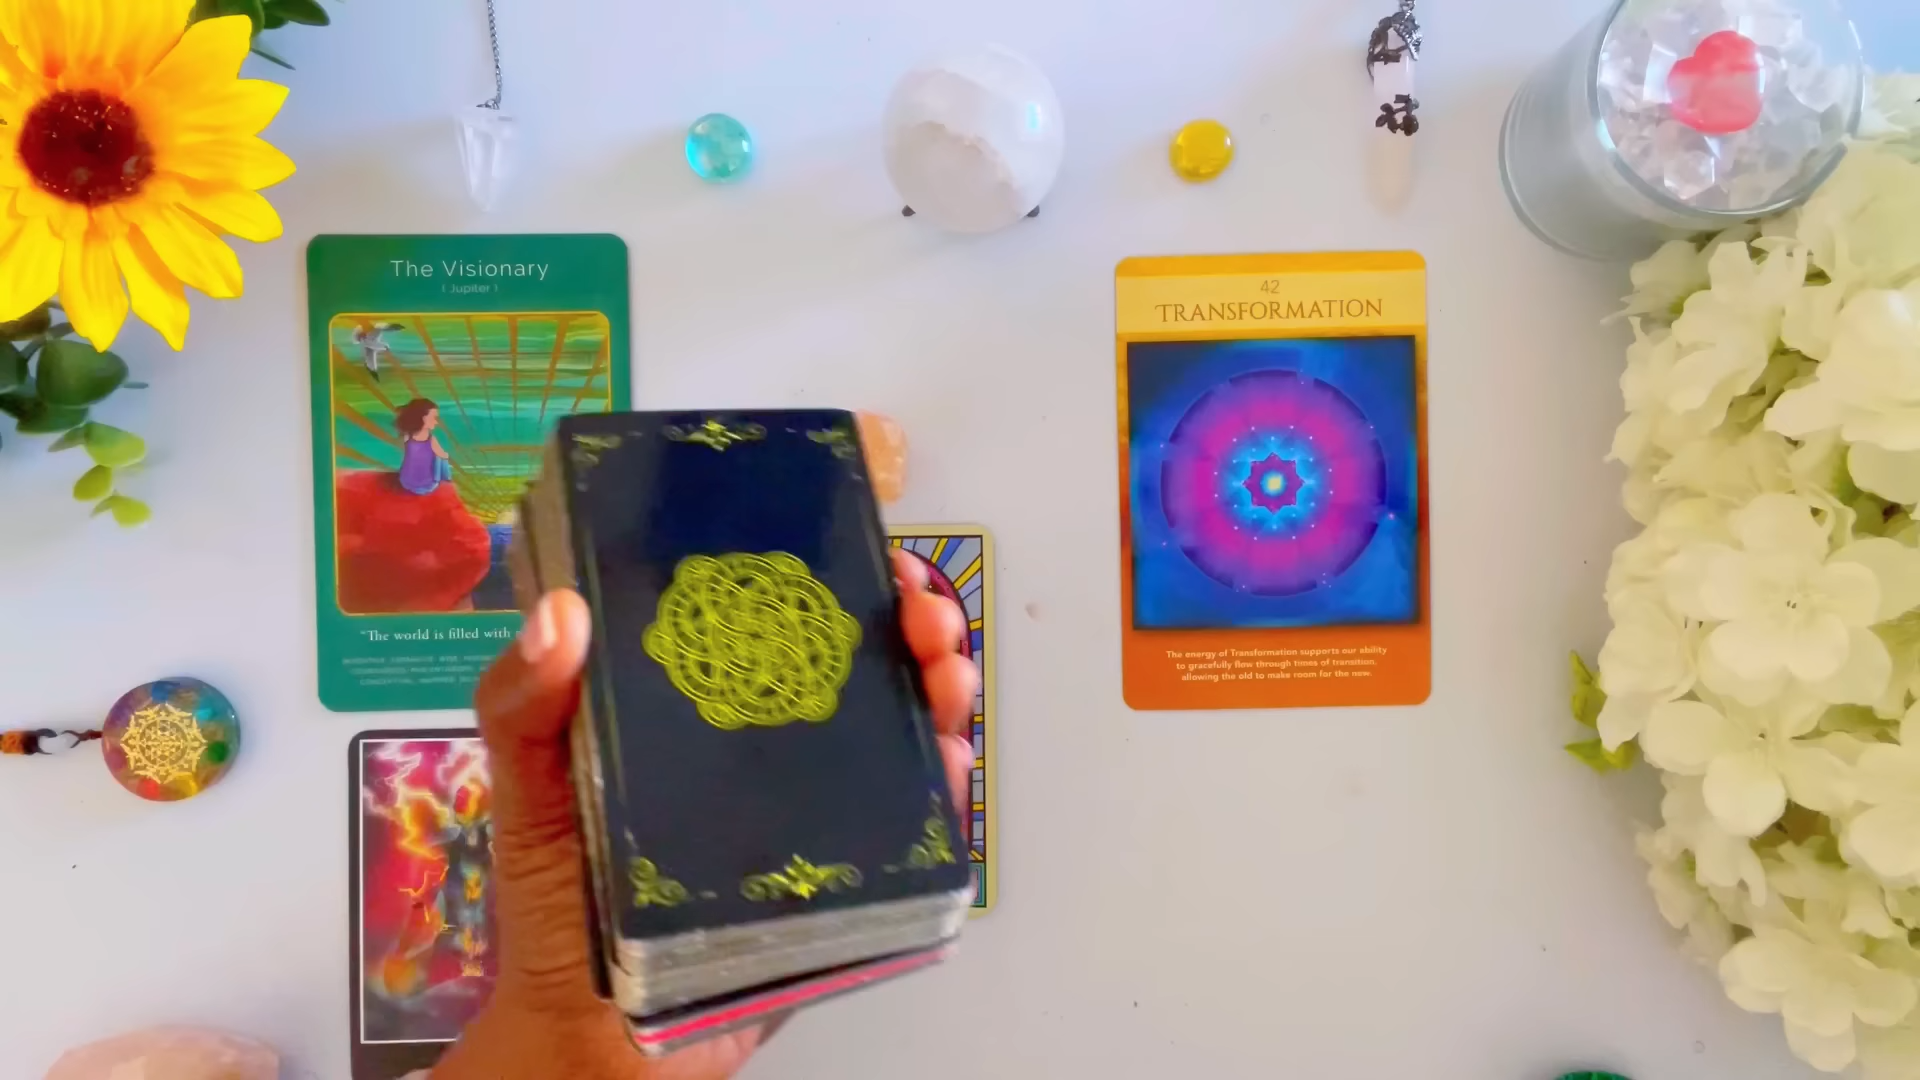 The Visionary
( Jupiter )
"The world is filled with
42
TRANSFORMATION
The energy of Transformation supports our ability
to gracefully flow through times of transition,
allowing the old to make room for the new.